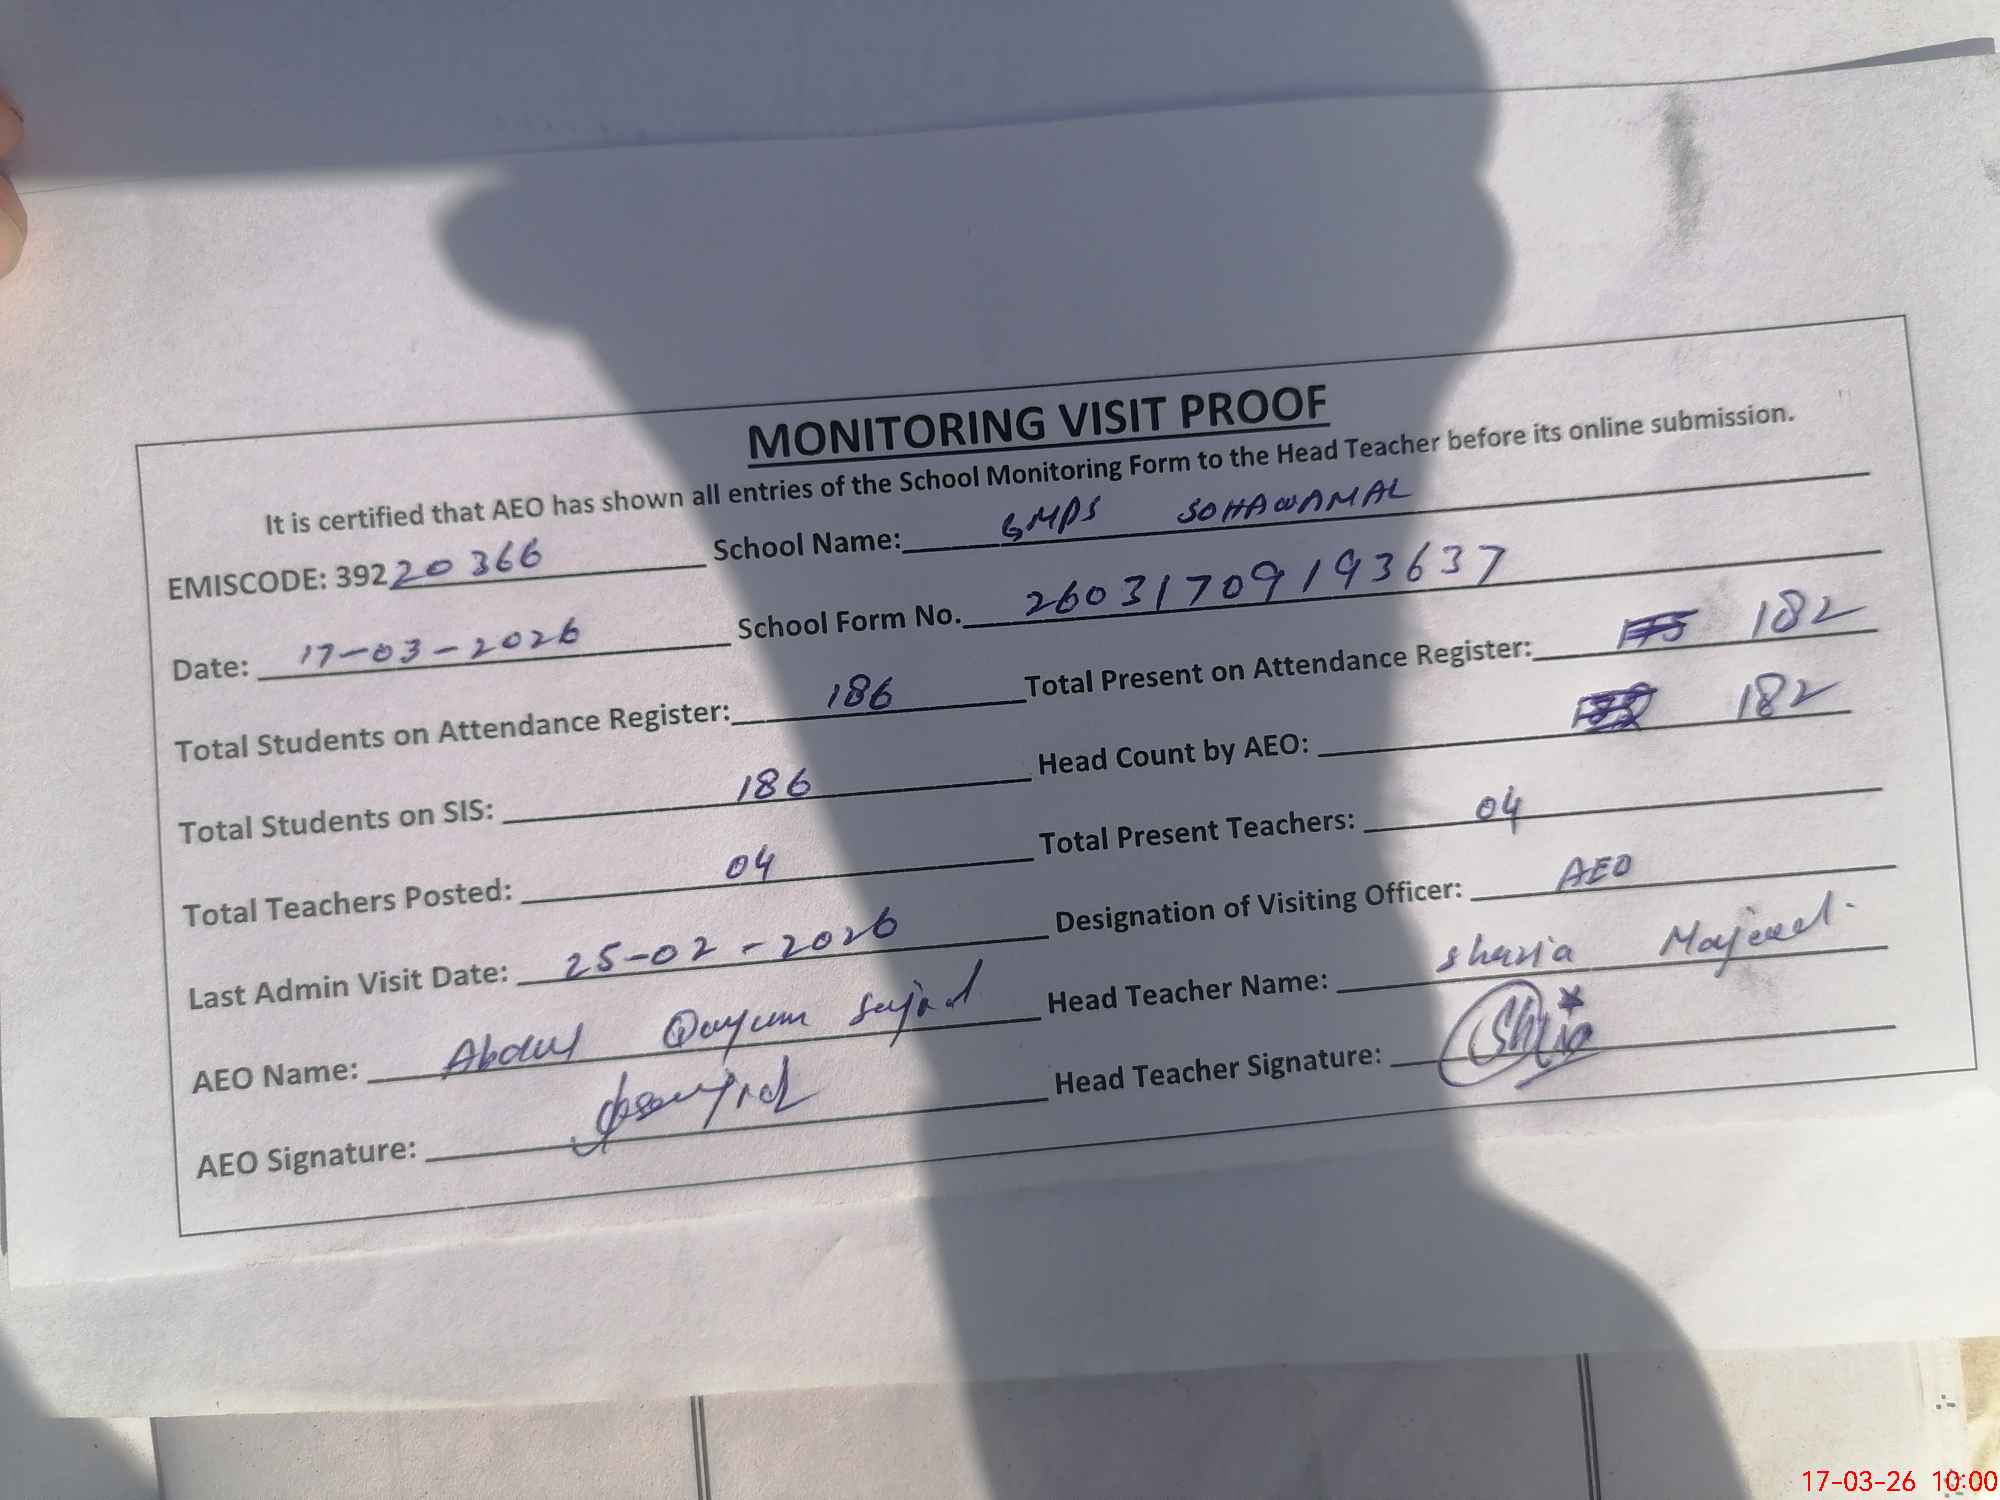 MONITORING VISIT PROOF
It is certified that AEO has shown all entries of the School Monitoring Form to the Head Teacher before its online submission.
EMISCODE: 39220366 School Name: GMPS SOHAWAMAL
Date: 17-03-2026 School Form No. 26031709193637
Total Students on Attendance Register: 186 Total Present on Attendance Register: 182
Total Students on SIS: 186 Head Count by AEO: 182
Total Teachers Posted: 04 Total Present Teachers: 04
Last Admin Visit Date: 25-02-2026 Designation of Visiting Officer: AEO
AEO Name: Abdul Qayum Sajid Head Teacher Name: Shazia Majeed.
AEO Signature: Head Teacher Signature:
17-03-26 10:00